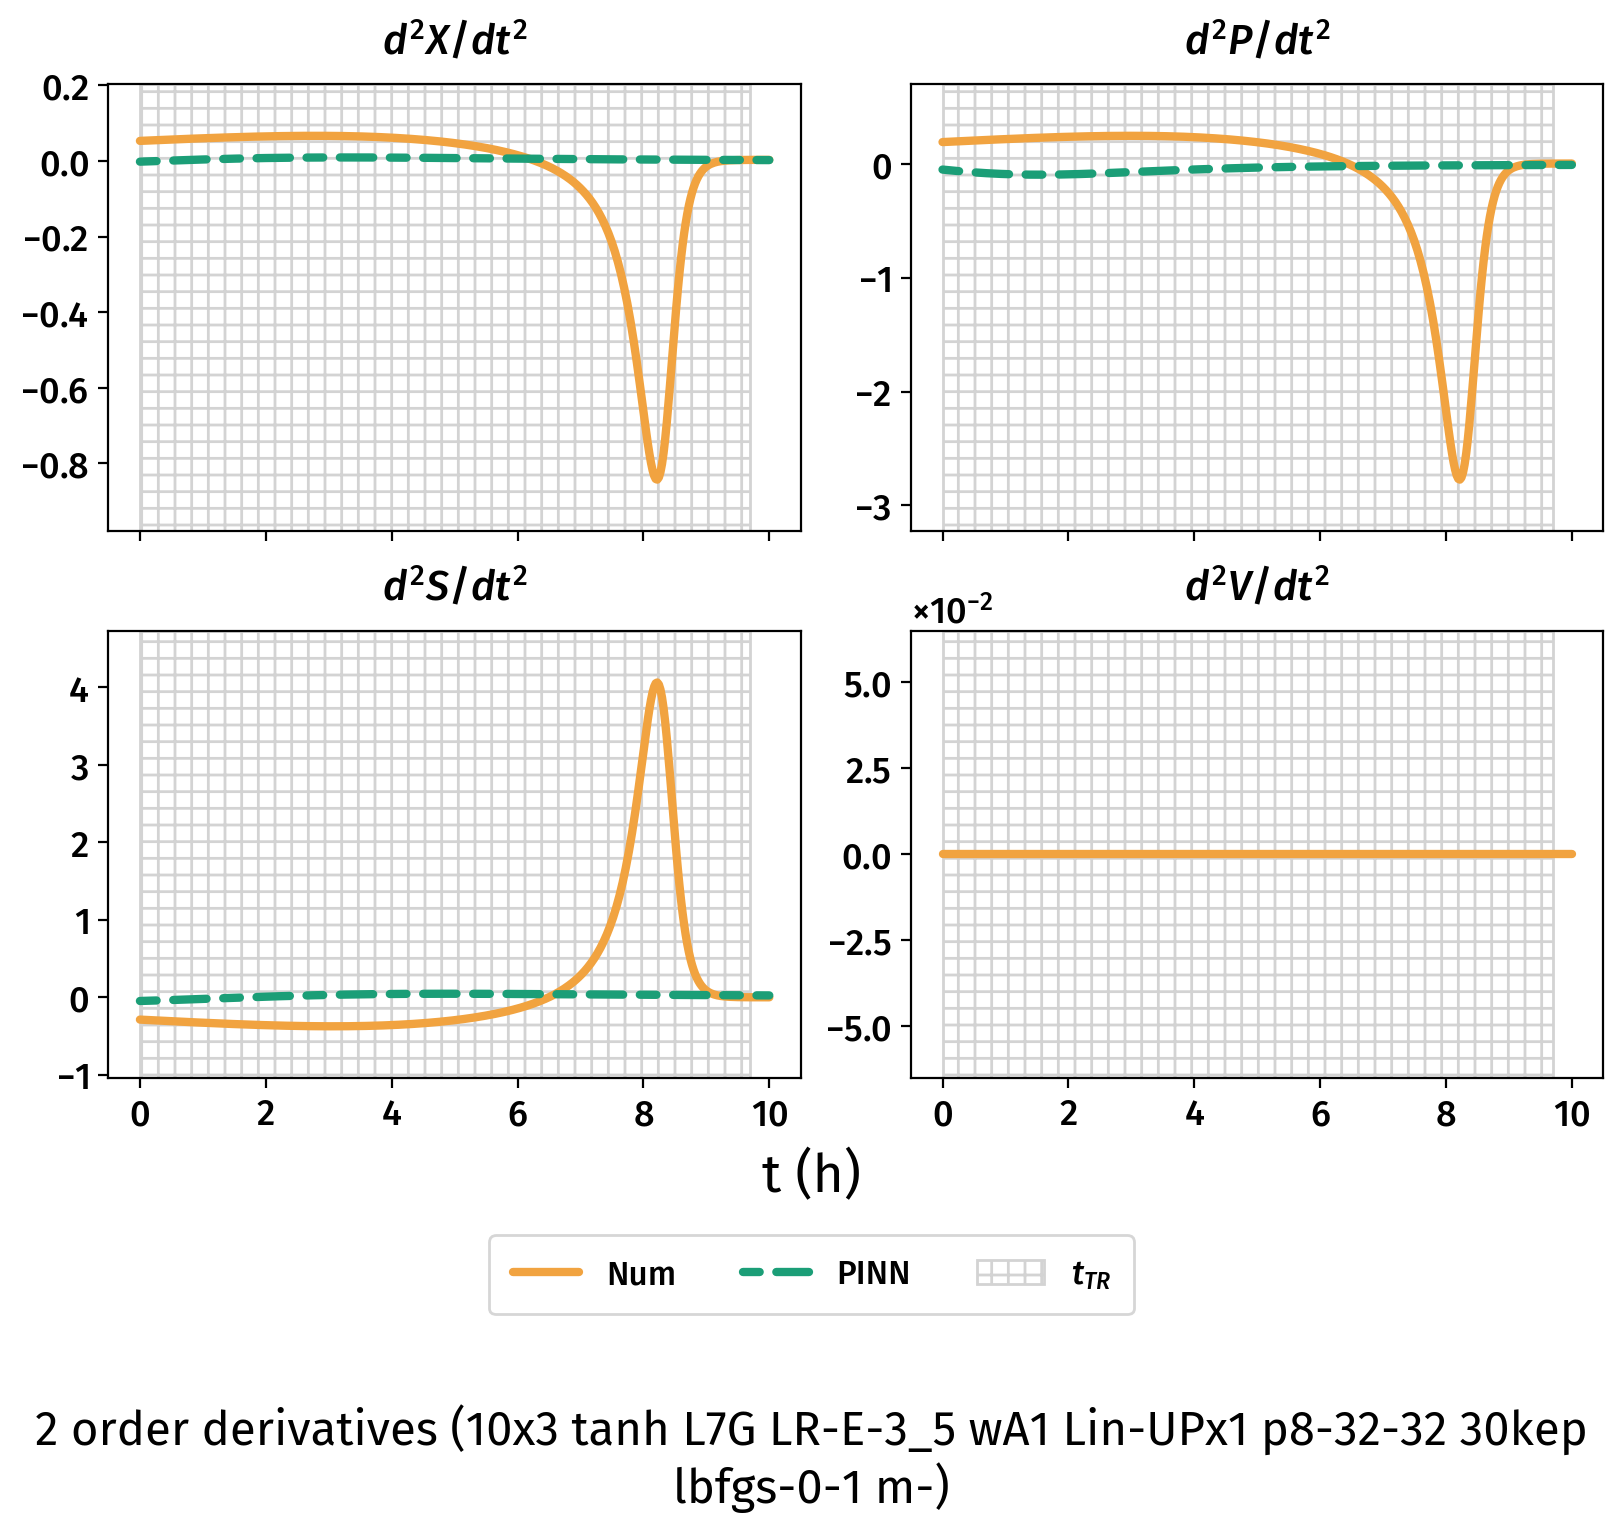 d²X/dt²
d²P/dt²
0.2
0.0
−0.2
−0.4
−0.6
−0.8
0
−1
−2
−3
d²S/dt²
d²V/dt²
×10⁻²
4
3
2
1
0
−1
5.0
2.5
0.0
−2.5
−5.0
0 2 4 6 8 10
0 2 4 6 8 10
t (h)
Num PINN t_TR
2 order derivatives (10x3 tanh L7G LR-E-3_5 wA1 Lin-UPx1 p8-32-32 30kep
lbfgs-0-1 m-)